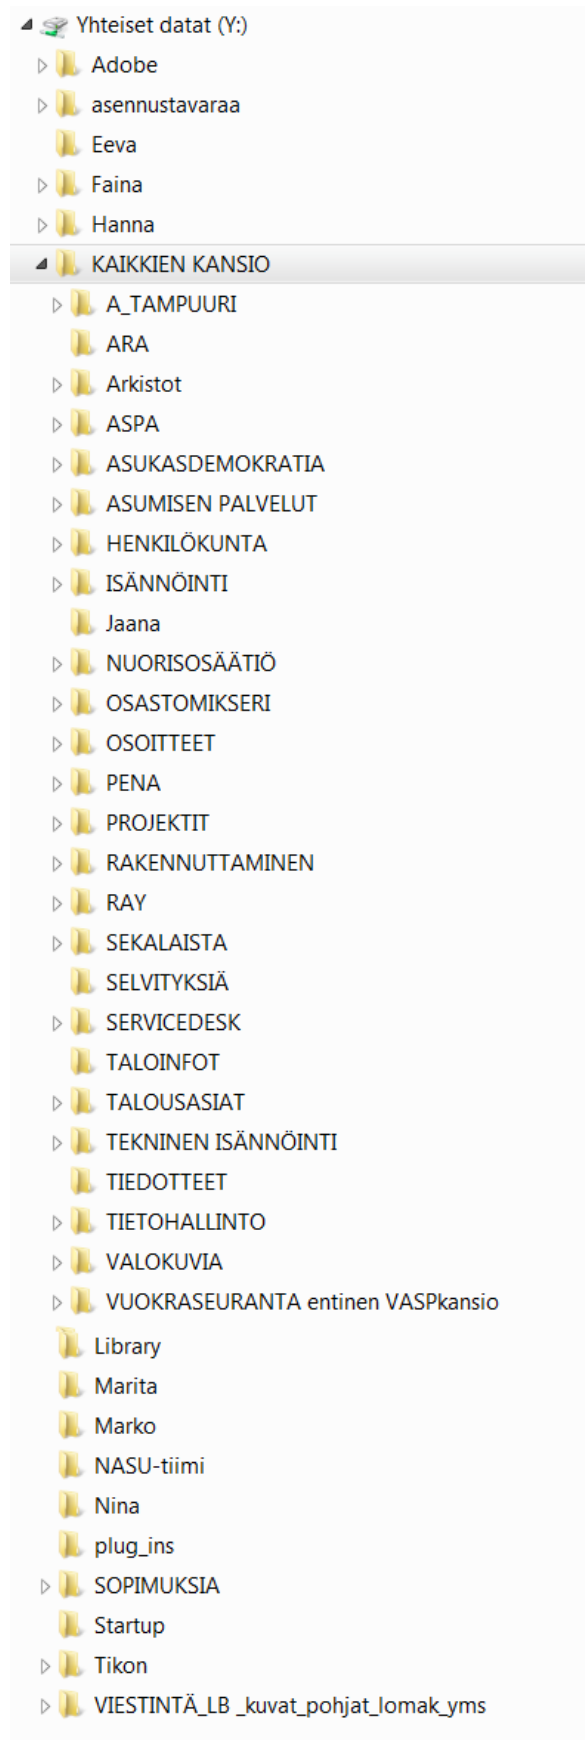 Yhteiset datat (Y:)
Adobe
asennustavaraa
Eeva
Faina
Hanna
KAIKKIEN KANSIO
A_TAMPUURI
ARA
Arkistot
ASPA
ASUKASDEMOKRATIA
ASUMISEN PALVELUT
HENKILÖKUNTA
ISÄNNÖINTI
Jaana
NUORISOSÄÄTIÖ
OSASTOMIKSERI
OSOITTEET
PENA
PROJEKTIT
RAKENNUTTAMINEN
RAY
SEKALAISTA
SELVITYKSIÄ
SERVICEDESK
TALOINFOT
TALOUSASIAT
TEKNINEN ISÄNNÖINTI
TIEDOTTEET
TIETOHALLINTO
VALOKUVIA
VUOKRASEURANTA entinen VASPkansio
Library
Marita
Marko
NASU-tiimi
Nina
plug_ins
SOPIMUKSIA
Startup
Tikon
VIESTINTÄ_LB _kuvat_pohjat_lomak_yms